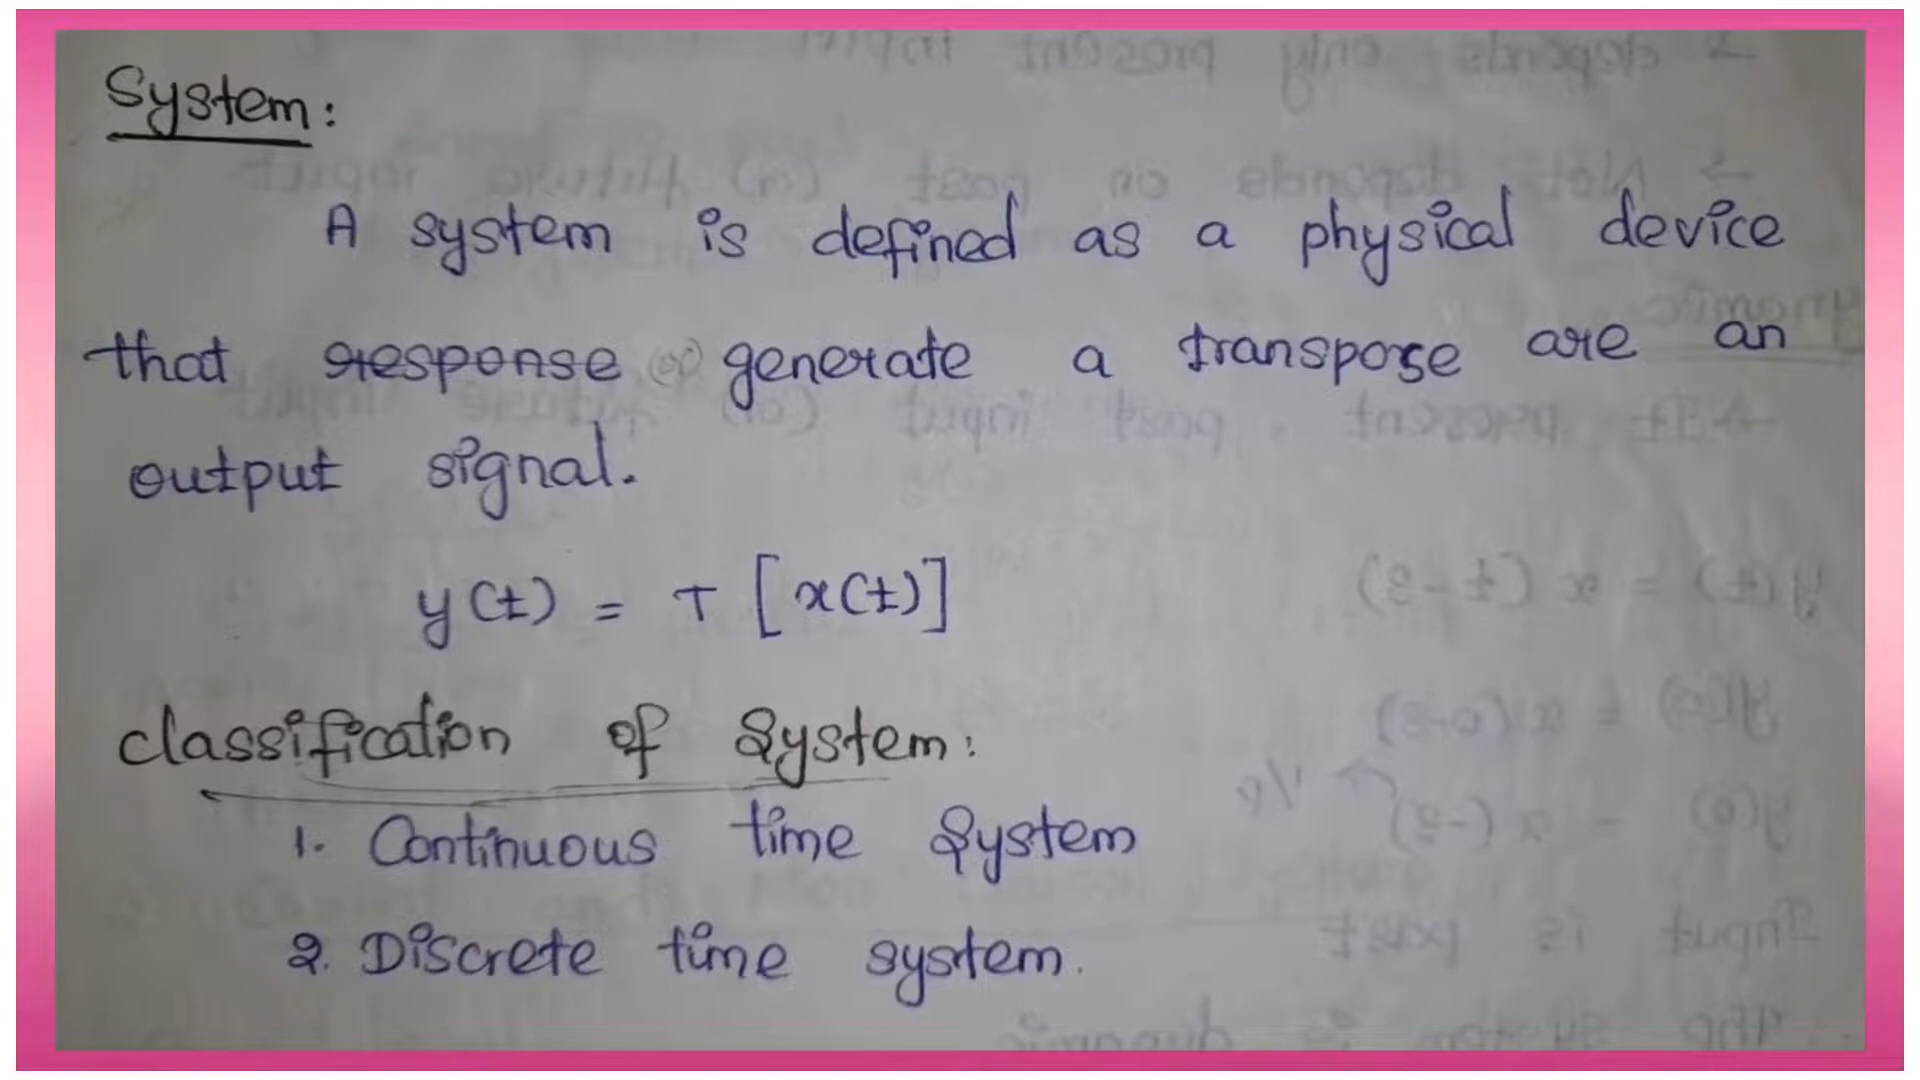 System:
A system is defined as a physical device
that response (or) generate a transpose are an
output signal.
y(t) = T [x(t)]
classification of System:
1. Continuous time System
2. Discrete time system.